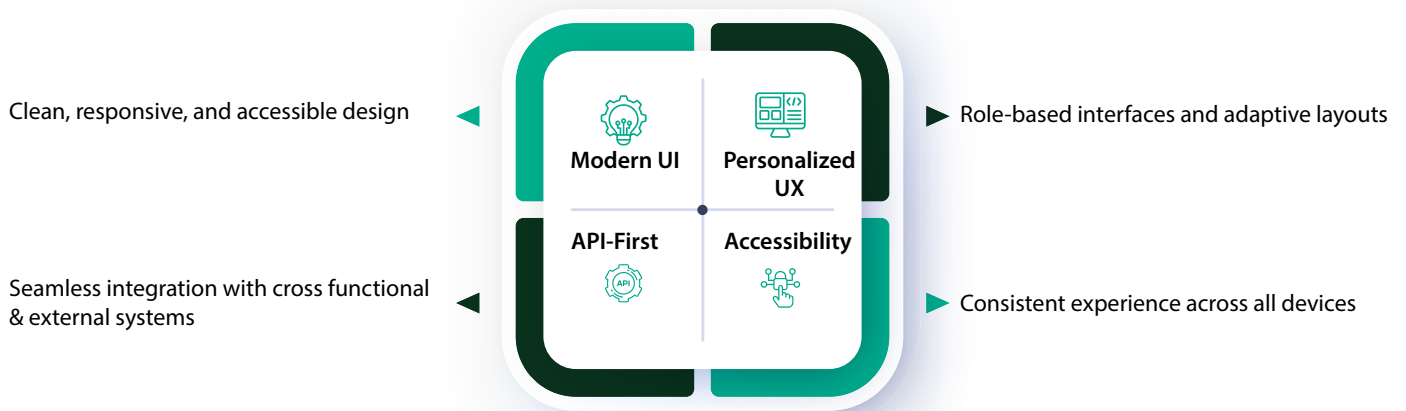 Clean, responsive, and accessible design
Modern UI
Personalized
UX
Role-based interfaces and adaptive layouts
API-First
Accessibility
API
Seamless integration with cross functional
& external systems
Consistent experience across all devices